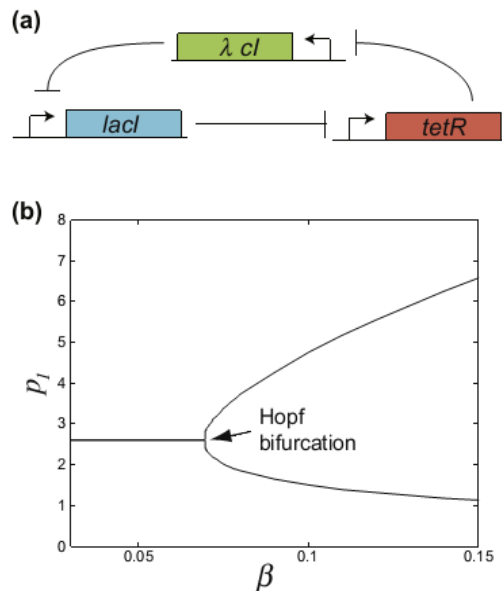 (a)
λ cI
lacI
tetR
(b)
8
7
6
5
4
3
2
1
0
p1
Hopf
bifurcation
0.05
0.1
0.15
β